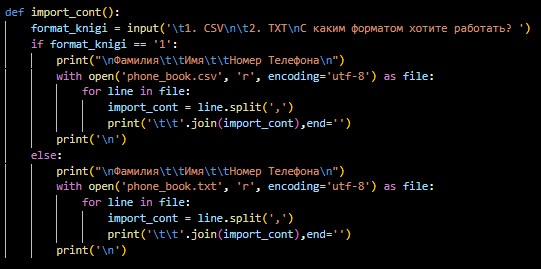 def import_cont():
    format_knigi = input('\t1. CSV\n\t2. TXT\nС каким форматом хотите работать? ')
    if format_knigi == '1':
        print("\nФамилия\t\tИмя\t\tНомер Телефона\n")
        with open('phone_book.csv', 'r', encoding='utf-8') as file:
            for line in file:
                import_cont = line.split(',')
                print('\t\t'.join(import_cont),end='')
        print('\n')
    else:
        print("\nФамилия\t\tИмя\t\tНомер Телефона\n")
        with open('phone_book.txt', 'r', encoding='utf-8') as file:
            for line in file:
                import_cont = line.split(',')
                print('\t\t'.join(import_cont),end='')
        print('\n')